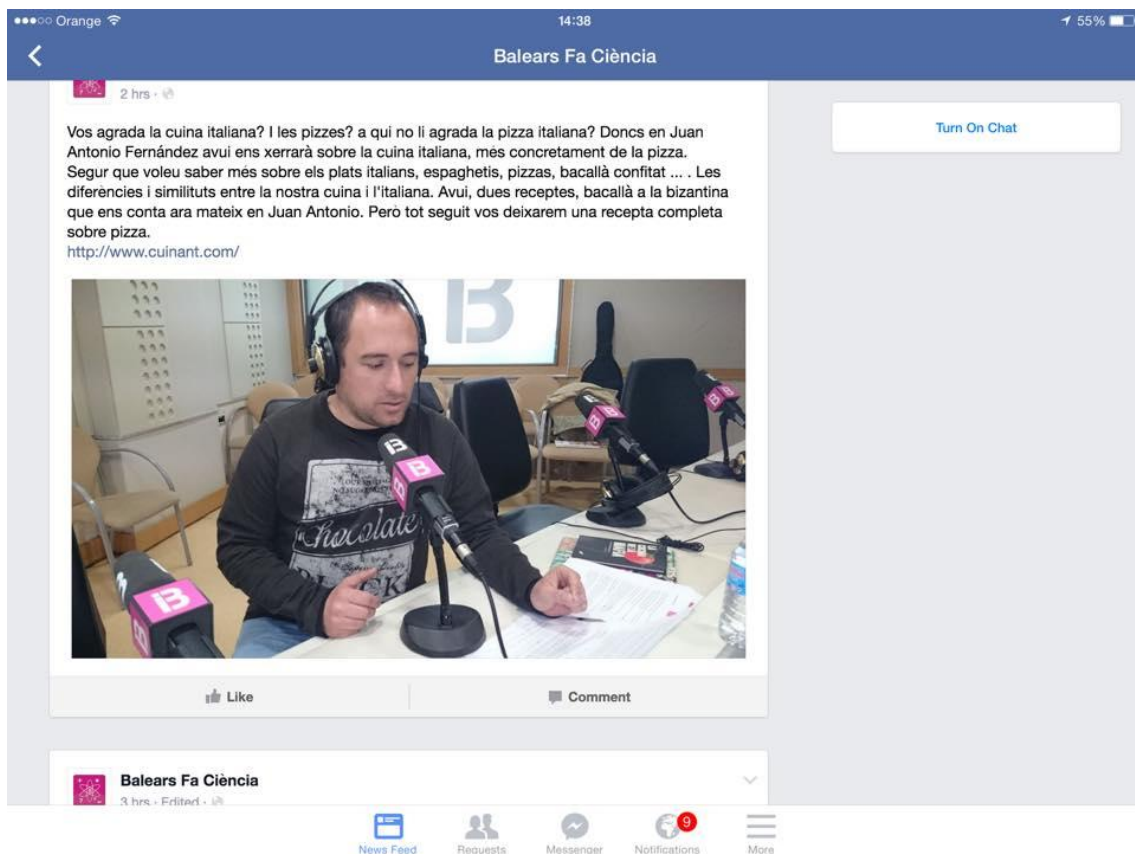 Orange 14:38 55%
Balears Fa Ciència
2 hrs
Vos agrada la cuina italiana? I les pizzes? a qui no li agrada la pizza italiana? Doncs en Juan
Antonio Fernández avui ens xerrarà sobre la cuina italiana, més concretament de la pizza.
Segur que voleu saber més sobre els plats italians, espaghetis, pizzas, bacallà confitat ... . Les
diferències i similituts entre la nostra cuina i l'italiana. Avui, dues receptes, bacallà a la bizantina
que ens conta ara mateix en Juan Antonio. Però tot seguit vos deixarem una recepta completa
sobre pizza.
http://www.cuinant.com/
Turn On Chat
Chocolate
Like Comment
Balears Fa Ciència
3 hrs · Edited
9
News Feed Requests Messenger Notifications More